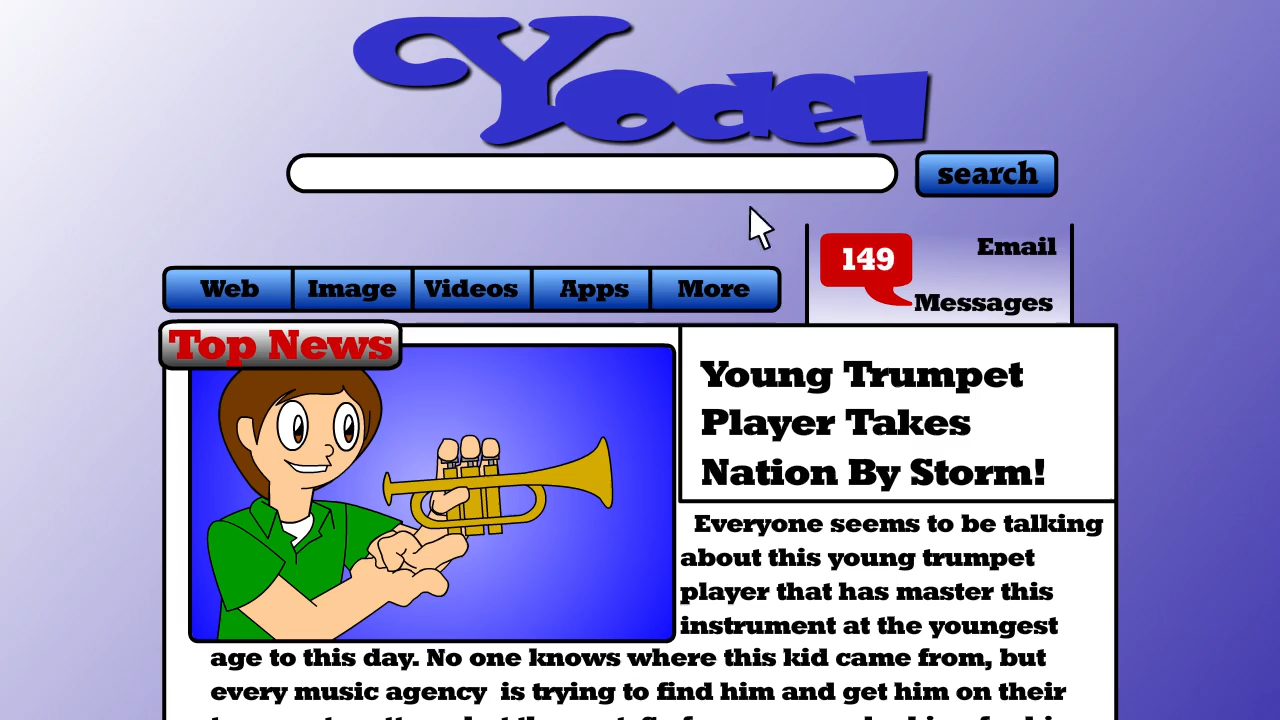 Yodel
search
149
Email
Messages
Web Image Videos Apps More
Top News
Young Trumpet
Player Takes
Nation By Storm!
Everyone seems to be talking
about this young trumpet
player that has master this
instrument at the youngest
age to this day. No one knows where this kid came from, but
every music agency is trying to find him and get him on their